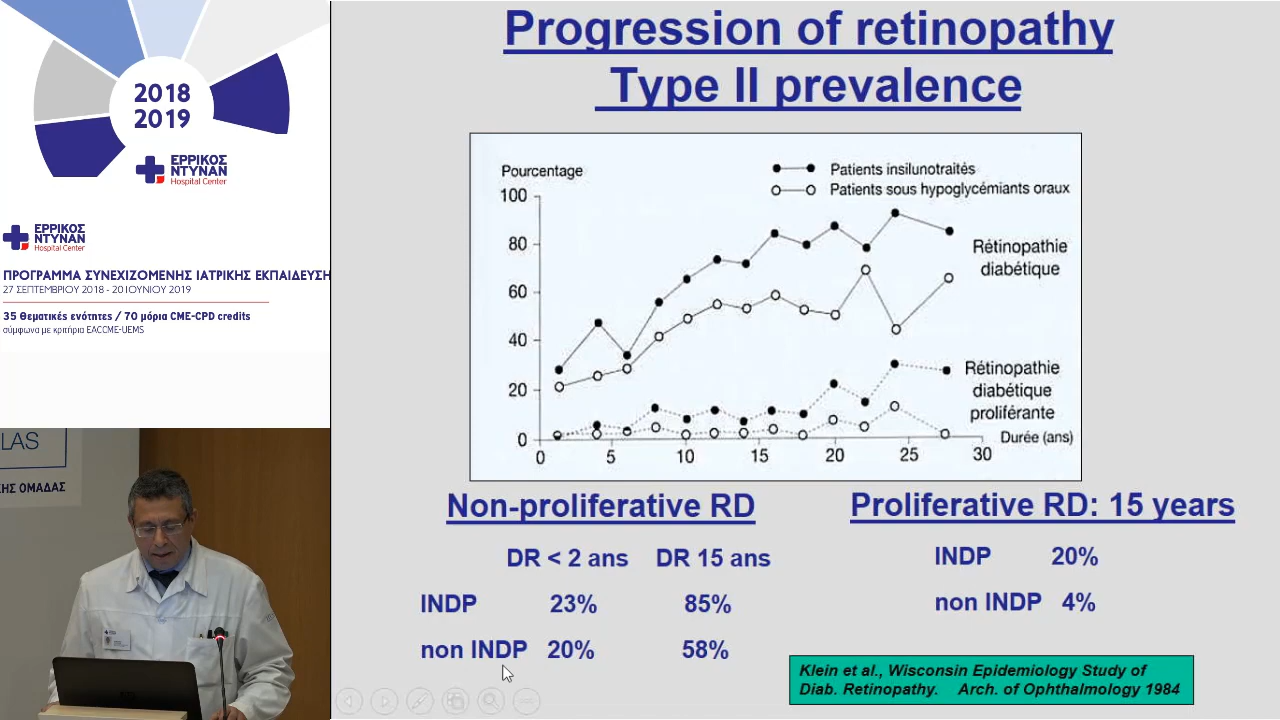 2018
2019
ΕΡΡΙΚΟΣ
ΝΤΥΝΑΝ
Hospital Center
ΕΡΡΙΚΟΣ
ΝΤΥΝΑΝ
Hospital Center
ΠΡΟΓΡΑΜΜΑ ΣΥΝΕΧΙΖΟΜΕΝΗΣ ΙΑΤΡΙΚΗΣ ΕΚΠΑΙΔΕΥΣΗ
27 ΣΕΠΤΕΜΒΡΙΟΥ 2018 - 20 ΙΟΥΝΙΟΥ 2019
35 θεματικές ενότητες / 70 μόρια CME-CPD credits
σύμφωνα με κριτήρια EACCME-UEMS
LAS
ΚΗΣ ΟΜΑΔΑΣ
Progression of retinopathy
Type II prevalence
Pourcentage
Patients insilunotraités
Patients sous hypoglycémiants oraux
100
80
60
40
20
0
Rétinopathie
diabétique
Rétinopathie
diabétique
proliférante
Durée (ans)
0 5 10 15 20 25 30
Non-proliferative RD
DR < 2 ans DR 15 ans
INDP 23% 85%
non INDP 20% 58%
Proliferative RD: 15 years
INDP 20%
non INDP 4%
Klein et al., Wisconsin Epidemiology Study of
Diab. Retinopathy. Arch. of Ophthalmology 1984